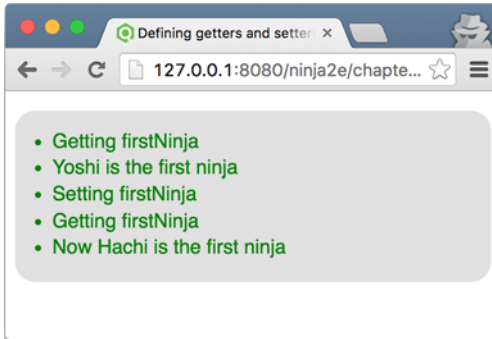 Defining getters and setter
127.0.0.1:8080/ninja2e/chapte...
Getting firstNinja
Yoshi is the first ninja
Setting firstNinja
Getting firstNinja
Now Hachi is the first ninja